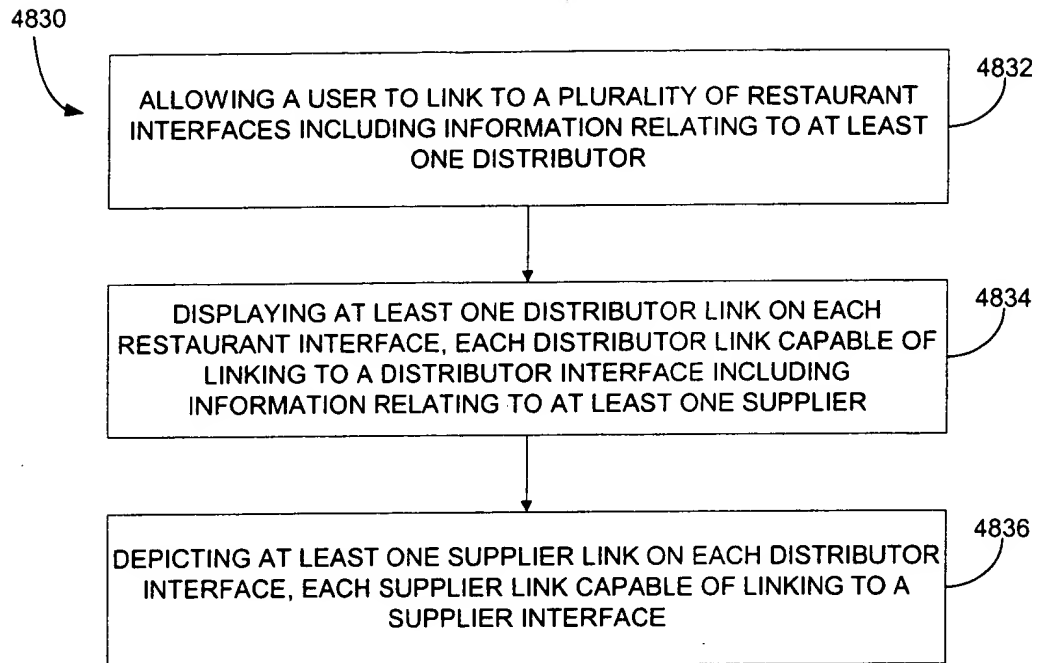 4830
4832
ALLOWING A USER TO LINK TO A PLURALITY OF RESTAURANT
INTERFACES INCLUDING INFORMATION RELATING TO AT LEAST
ONE DISTRIBUTOR
4834
DISPLAYING AT LEAST ONE DISTRIBUTOR LINK ON EACH
RESTAURANT INTERFACE, EACH DISTRIBUTOR LINK CAPABLE OF
LINKING TO A DISTRIBUTOR INTERFACE INCLUDING
INFORMATION RELATING TO AT LEAST ONE SUPPLIER
4836
DEPICTING AT LEAST ONE SUPPLIER LINK ON EACH DISTRIBUTOR
INTERFACE, EACH SUPPLIER LINK CAPABLE OF LINKING TO A
SUPPLIER INTERFACE